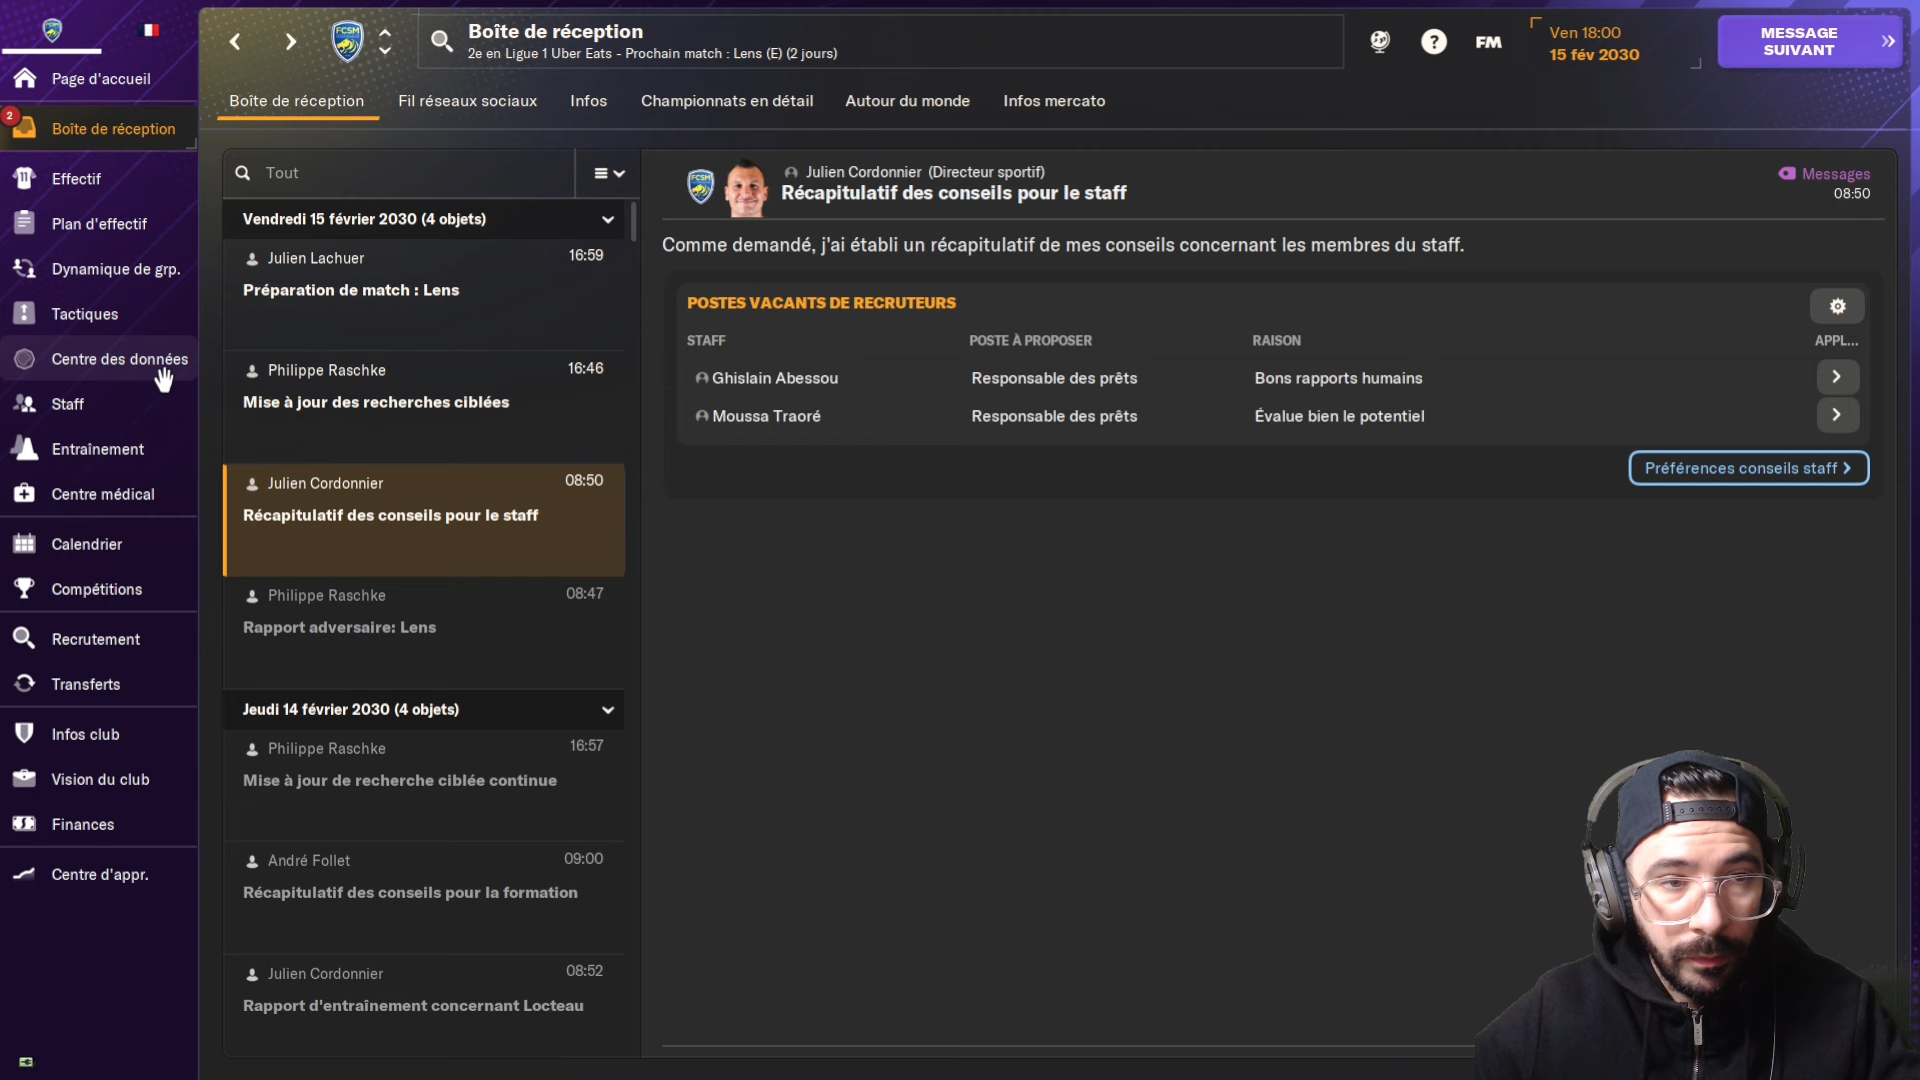 Boîte de réception
2e en Ligue 1 Uber Eats - Prochain match : Lens (E) (2 jours)
FM
Ven 18:00
15 fév 2030
MESSAGE
SUIVANT
Page d'accueil
2
Boîte de réception
Effectif
Plan d'effectif
Dynamique de grp.
Tactiques
Centre des données
Staff
Entraînement
Centre médical
Calendrier
Compétitions
Recrutement
Transferts
Infos club
Vision du club
Finances
Centre d'appr.
Boîte de réception
Fil réseaux sociaux
Infos
Championnats en détail
Autour du monde
Infos mercato
Tout
Vendredi 15 février 2030 (4 objets)
Julien Lachuer 16:59
Préparation de match : Lens
Philippe Raschke 16:46
Mise à jour des recherches ciblées
Julien Cordonnier 08:50
Récapitulatif des conseils pour le staff
Philippe Raschke 08:47
Rapport adversaire: Lens
Jeudi 14 février 2030 (4 objets)
Philippe Raschke 16:57
Mise à jour de recherche ciblée continue
André Follet 09:00
Récapitulatif des conseils pour la formation
Julien Cordonnier 08:52
Rapport d'entraînement concernant Locteau
FCSM
Julien Cordonnier (Directeur sportif)
Récapitulatif des conseils pour le staff
Messages
08:50
Comme demandé, j'ai établi un récapitulatif de mes conseils concernant les membres du staff.
POSTES VACANTS DE RECRUTEURS
STAFF POSTE À PROPOSER RAISON APPL...
Ghislain Abessou Responsable des prêts Bons rapports humains
Moussa Traoré Responsable des prêts Évalue bien le potentiel
Préférences conseils staff